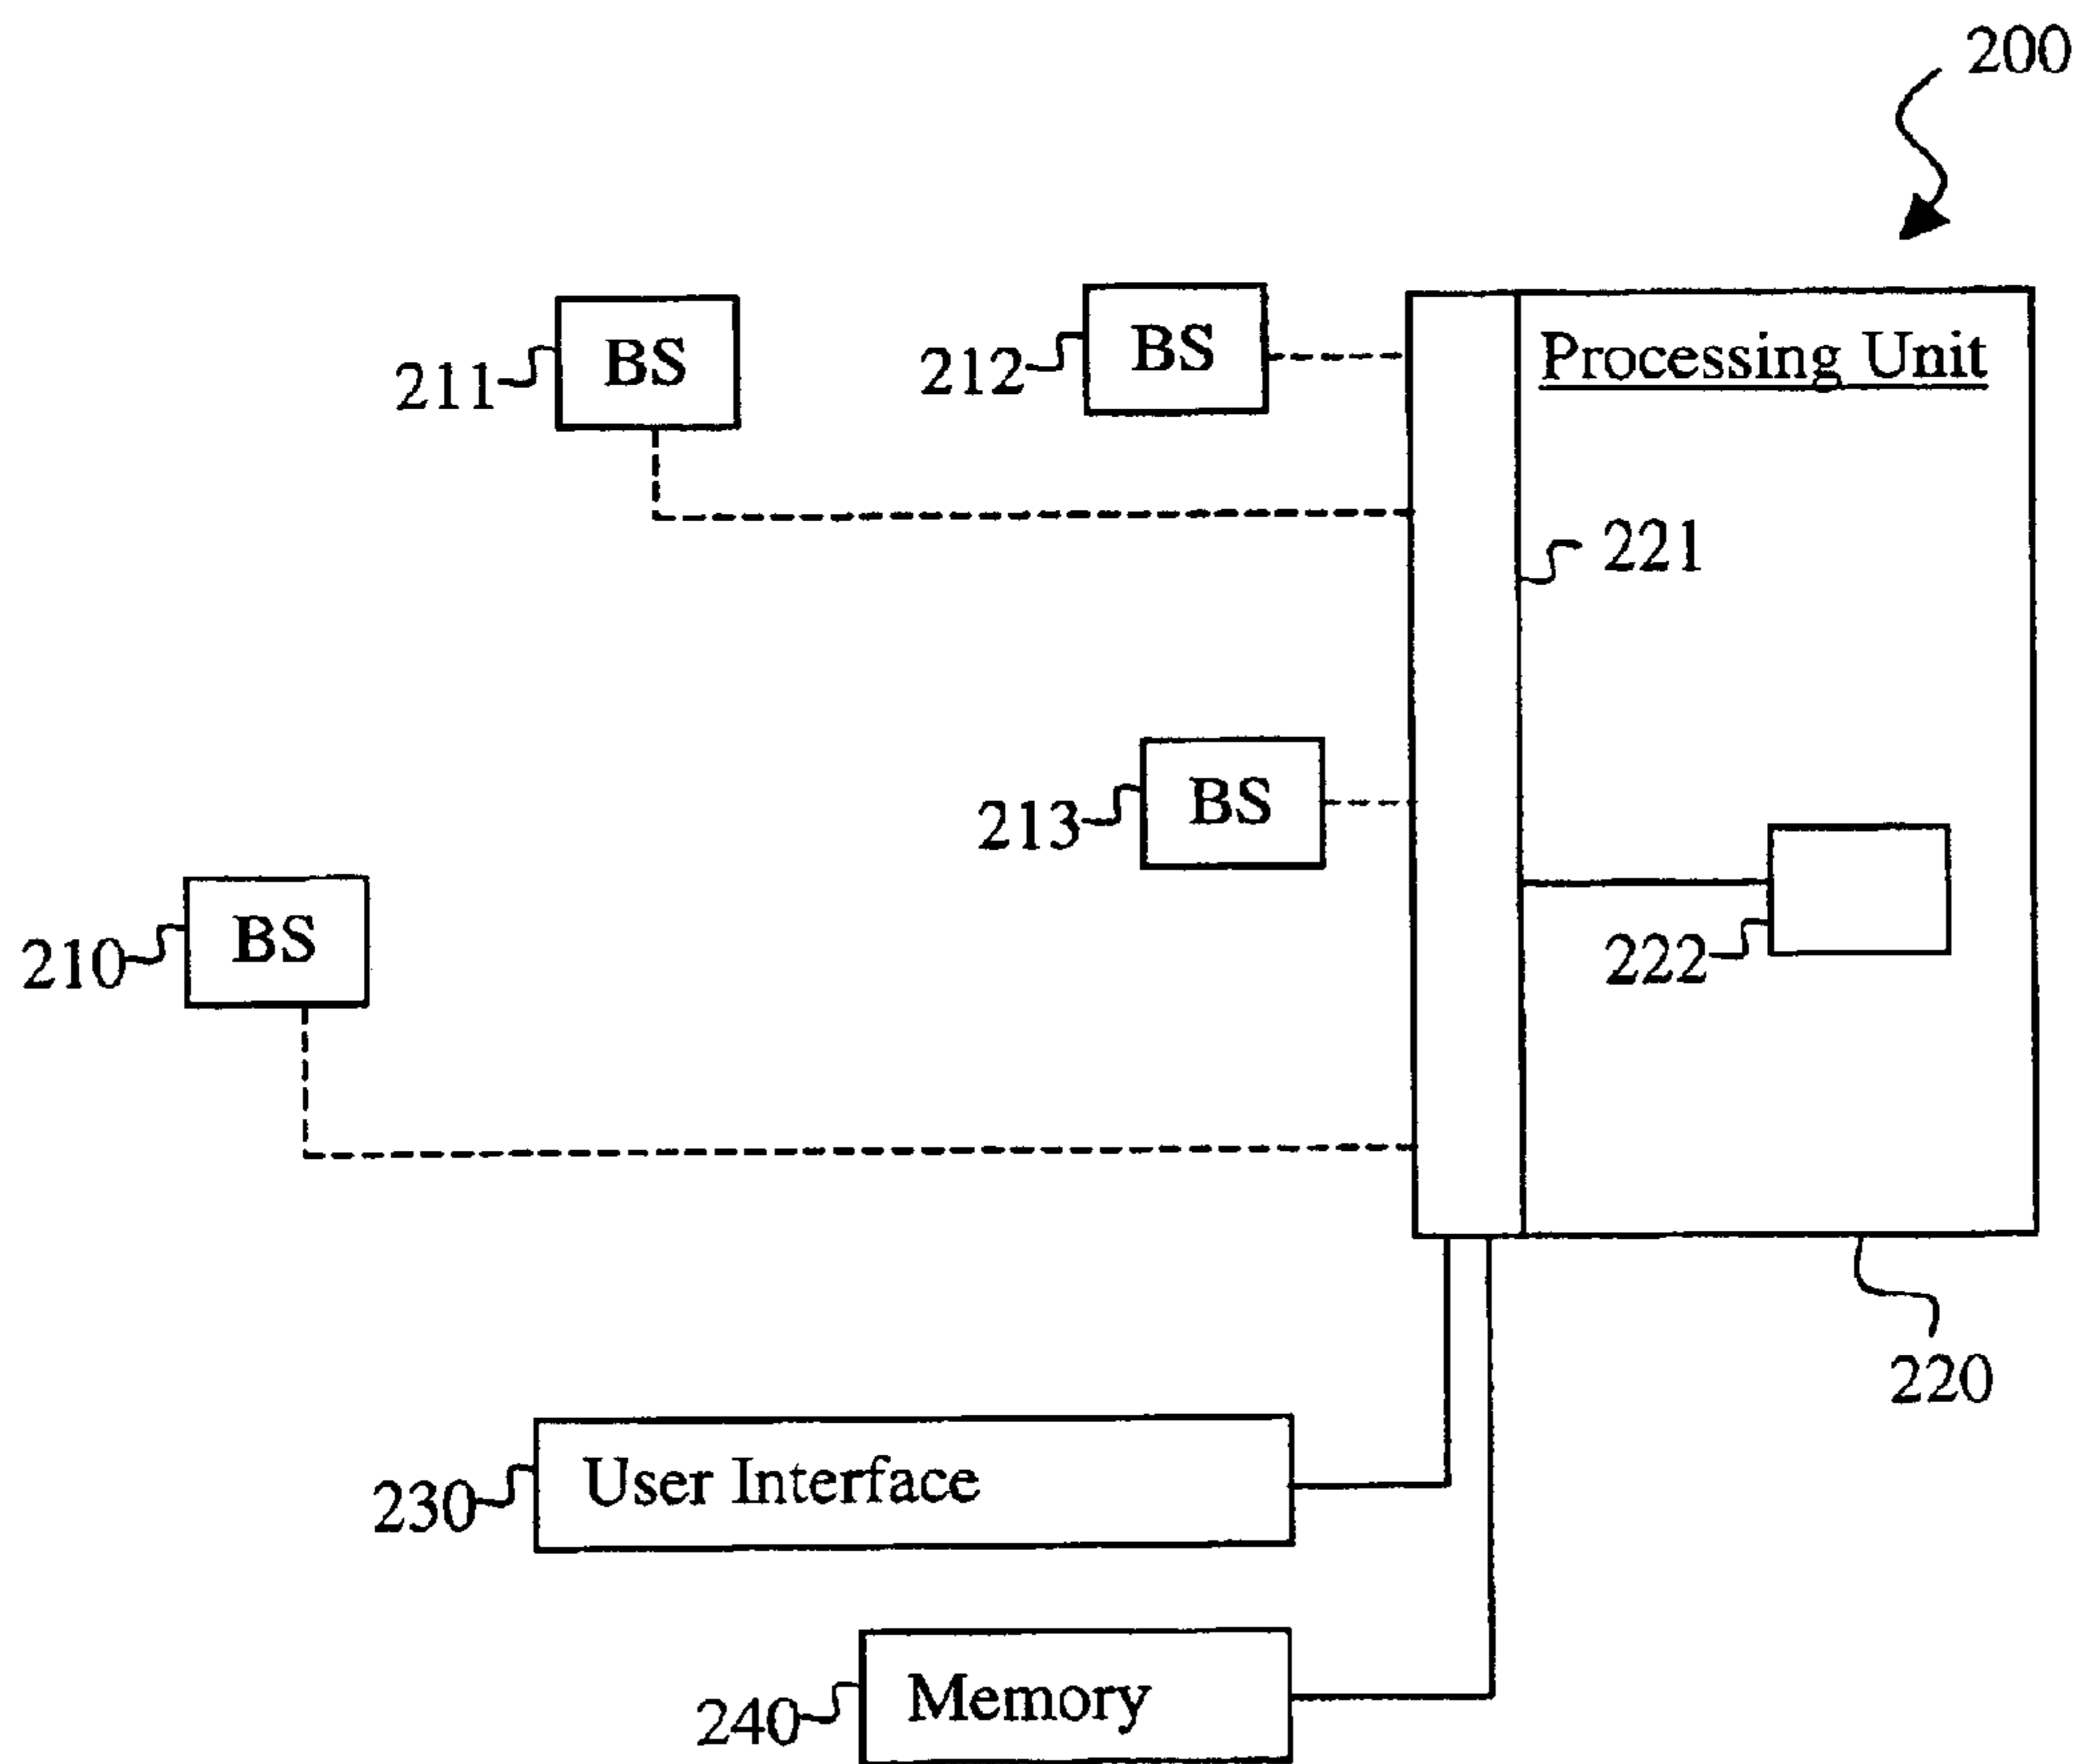 200
BS
BS
Processing Unit
211
212
221
BS
213
BS
210
222
220
User Interface
230
Memory
240